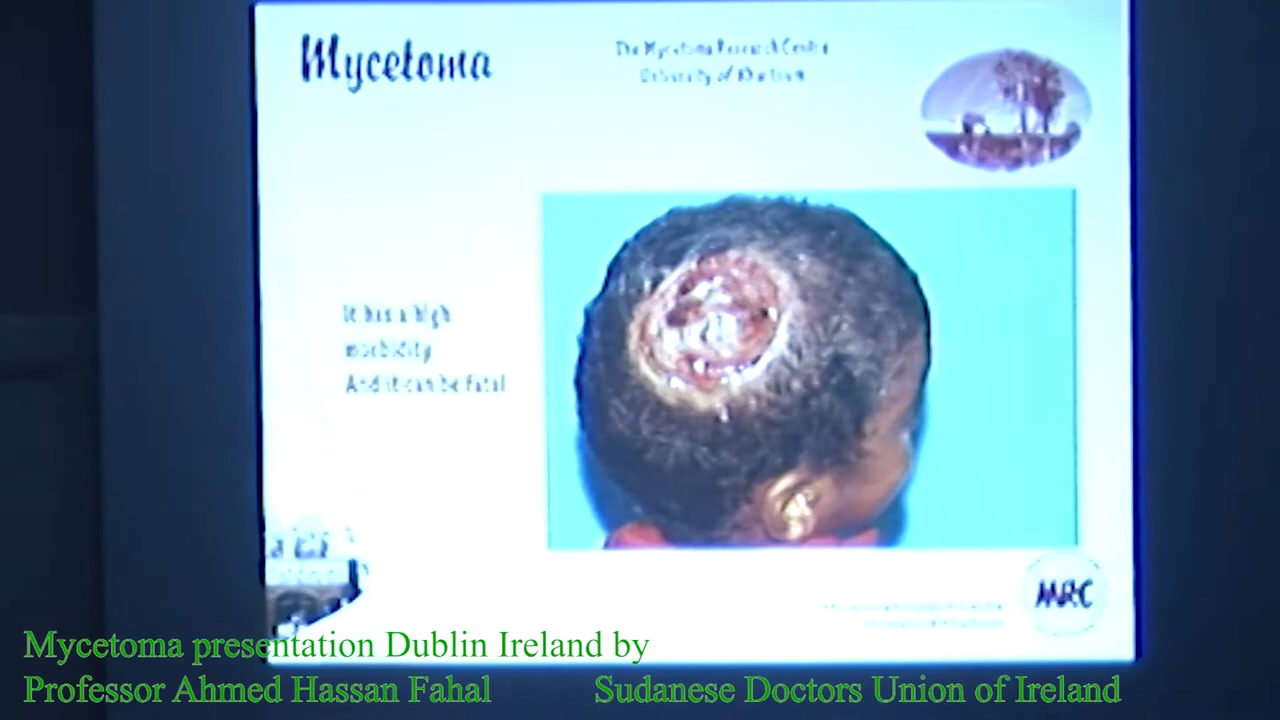 Mycetoma
The Mycetoma Research Centre
University of Khartoum
It has a high
morbidity
And it can be fatal
MRC
Mycetoma presentation Dublin Ireland by
Professor Ahmed Hassan Fahal
Sudanese Doctors Union of Ireland